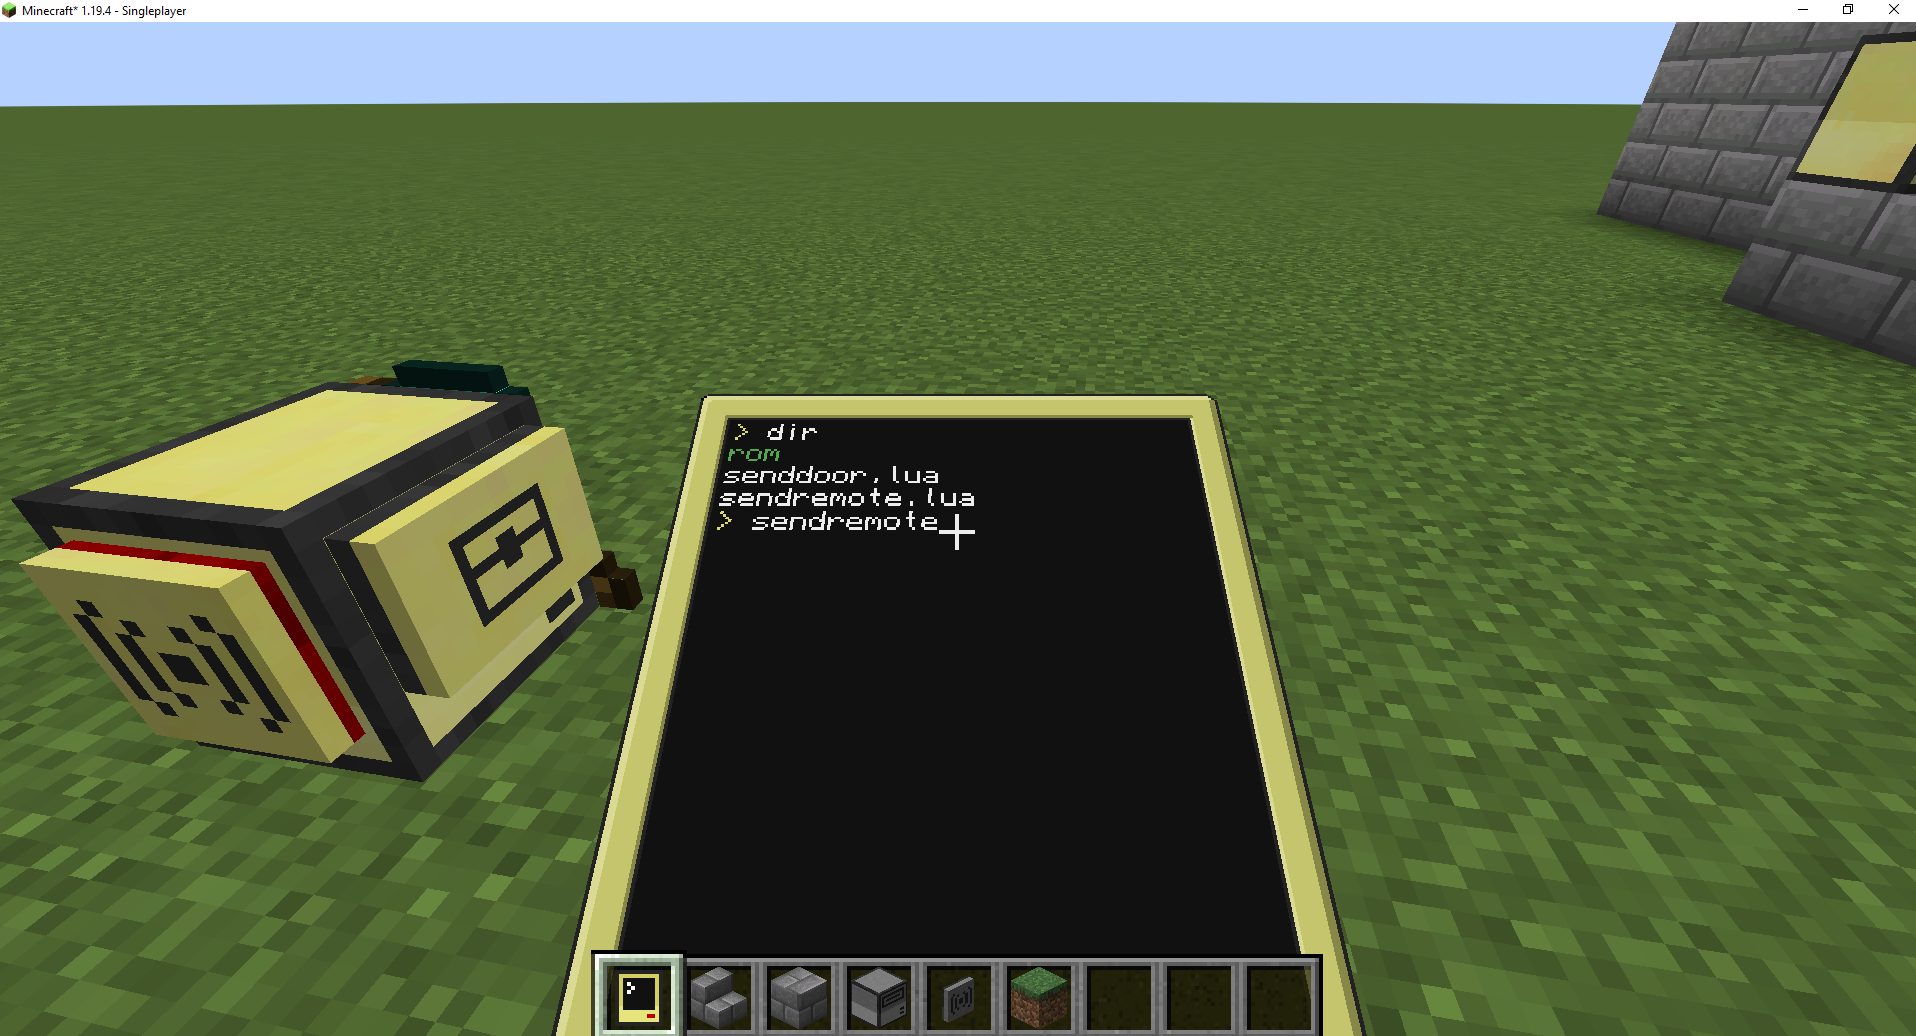 Minecraft* 1.19.4 - Singleplayer
> dir
rom
senddoor.lua
sendremote.lua
> sendremote